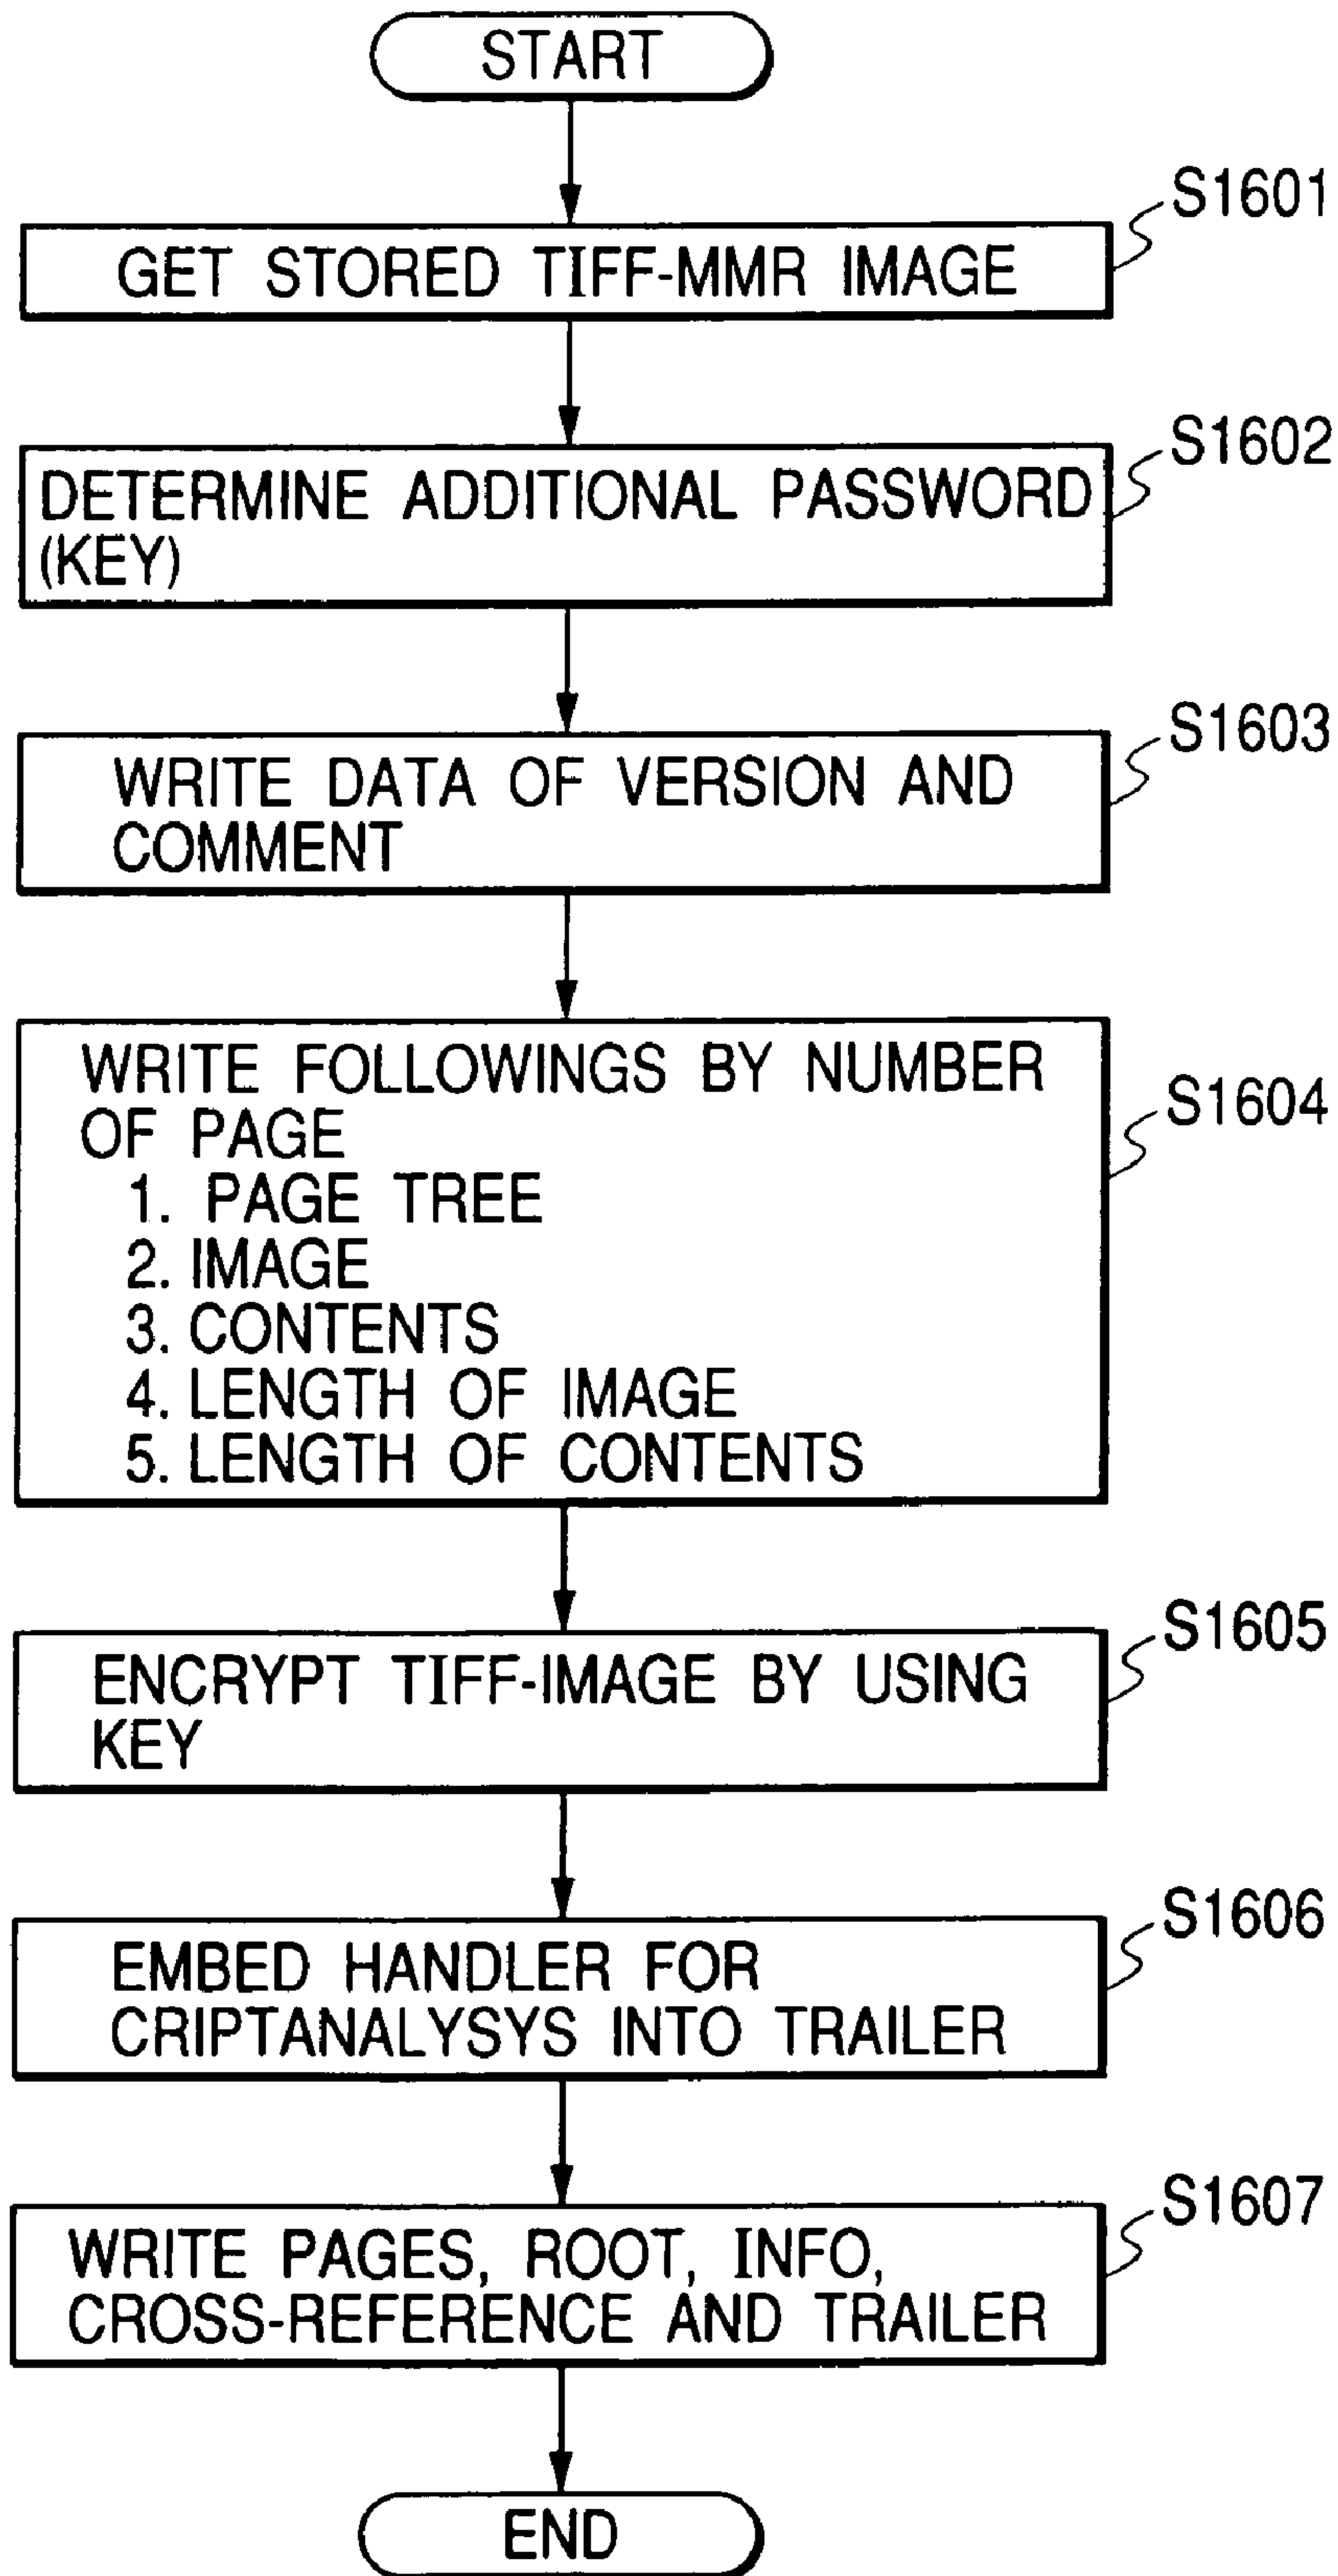 START
S1601
GET STORED TIFF-MMR IMAGE
S1602
DETERMINE ADDITIONAL PASSWORD
(KEY)
S1603
WRITE DATA OF VERSION AND
COMMENT
WRITE FOLLOWINGS BY NUMBER
S1604
OF PAGE
1. PAGE TREE
2. IMAGE
3. CONTENTS
4. LENGTH OF IMAGE
5. LENGTH OF CONTENTS
S1605
ENCRYPT TIFF-IMAGE BY USING
KEY
S1606
EMBED HANDLER FOR
CRIPTANALYSYS INTO TRAILER
S1607
WRITE PAGES, ROOT, INFO,
CROSS-REFERENCE AND TRAILER
END